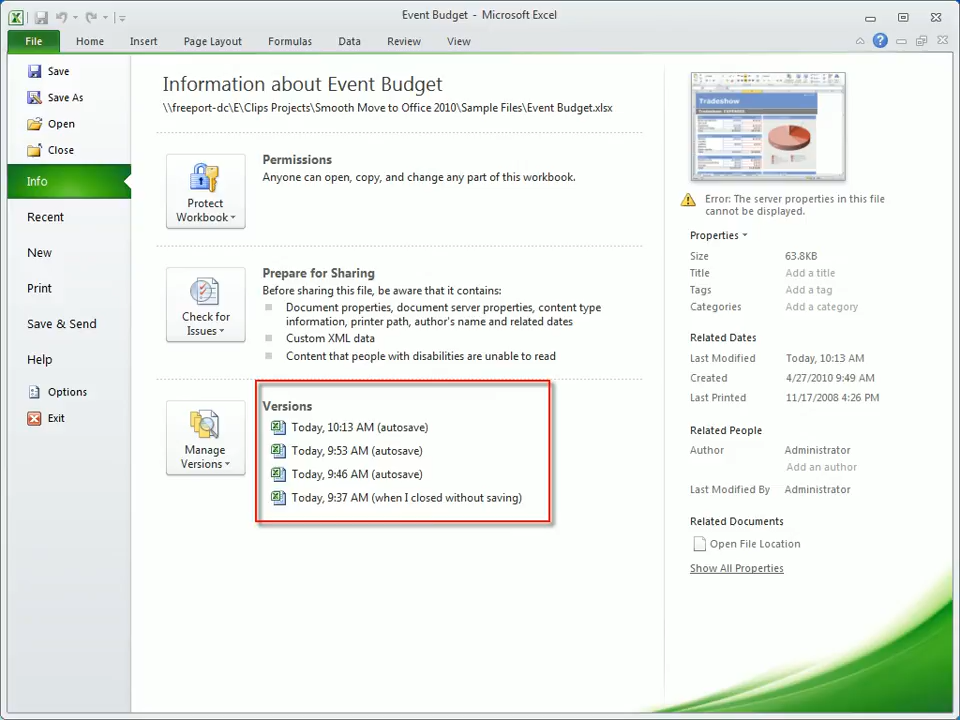 Event Budget - Microsoft Excel
File Home Insert Page Layout Formulas Data Review View
Save
Save As
Open
Close
Info
Recent
New
Print
Save & Send
Help
Options
Exit
Information about Event Budget
\\freeport-dc\E\Clips Projects\Smooth Move to Office 2010\Sample Files\Event Budget.xlsx
Protect
Workbook
Permissions
Anyone can open, copy, and change any part of this workbook.
Check for
Issues
Prepare for Sharing
Before sharing this file, be aware that it contains:
Document properties, document server properties, content type
information, printer path, author's name and related dates
Custom XML data
Content that people with disabilities are unable to read
Manage
Versions
Versions
Today, 10:13 AM (autosave)
Today, 9:53 AM (autosave)
Today, 9:46 AM (autosave)
Today, 9:37 AM (when I closed without saving)
Tradeshow
Error: The server properties in this file
cannot be displayed.
Properties
Size 63.8KB
Title Add a title
Tags Add a tag
Categories Add a category
Related Dates
Last Modified Today, 10:13 AM
Created 4/27/2010 9:49 AM
Last Printed 11/17/2008 4:26 PM
Related People
Author Administrator
Add an author
Last Modified By Administrator
Related Documents
Open File Location
Show All Properties